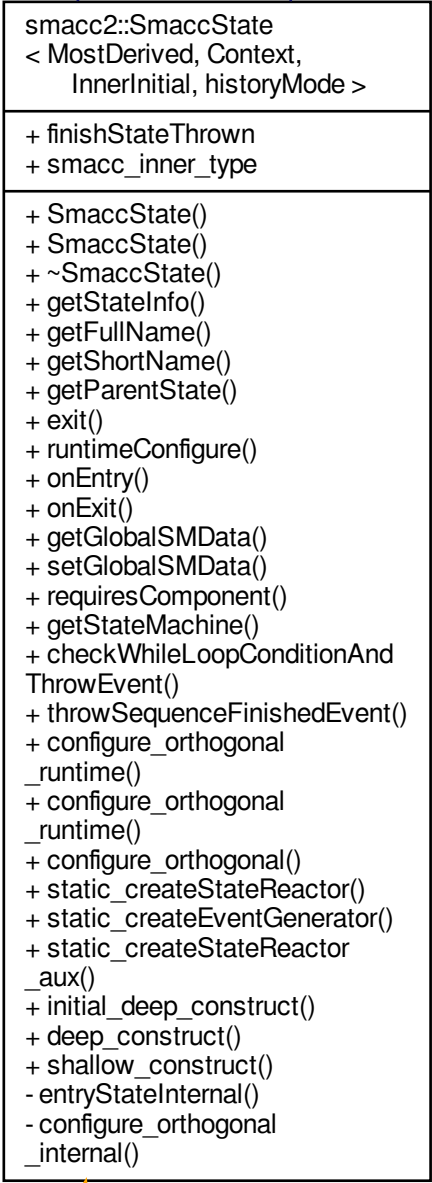 smacc2::SmaccState
< MostDerived, Context,
InnerInitial, historyMode >
+ finishStateThrown
+ smacc_inner_type
+ SmaccState()
+ SmaccState()
+ ~SmaccState()
+ getStateInfo()
+ getFullName()
+ getShortName()
+ getParentState()
+ exit()
+ runtimeConfigure()
+ onEntry()
+ onExit()
+ getGlobalSMData()
+ setGlobalSMData()
+ requiresComponent()
+ getStateMachine()
+ checkWhileLoopConditionAnd
ThrowEvent()
+ throwSequenceFinishedEvent()
+ configure_orthogonal
_runtime()
+ configure_orthogonal
_runtime()
+ configure_orthogonal()
+ static_createStateReactor()
+ static_createEventGenerator()
+ static_createStateReactor
_aux()
+ initial_deep_construct()
+ deep_construct()
+ shallow_construct()
- entryStateInternal()
- configure_orthogonal
_internal()